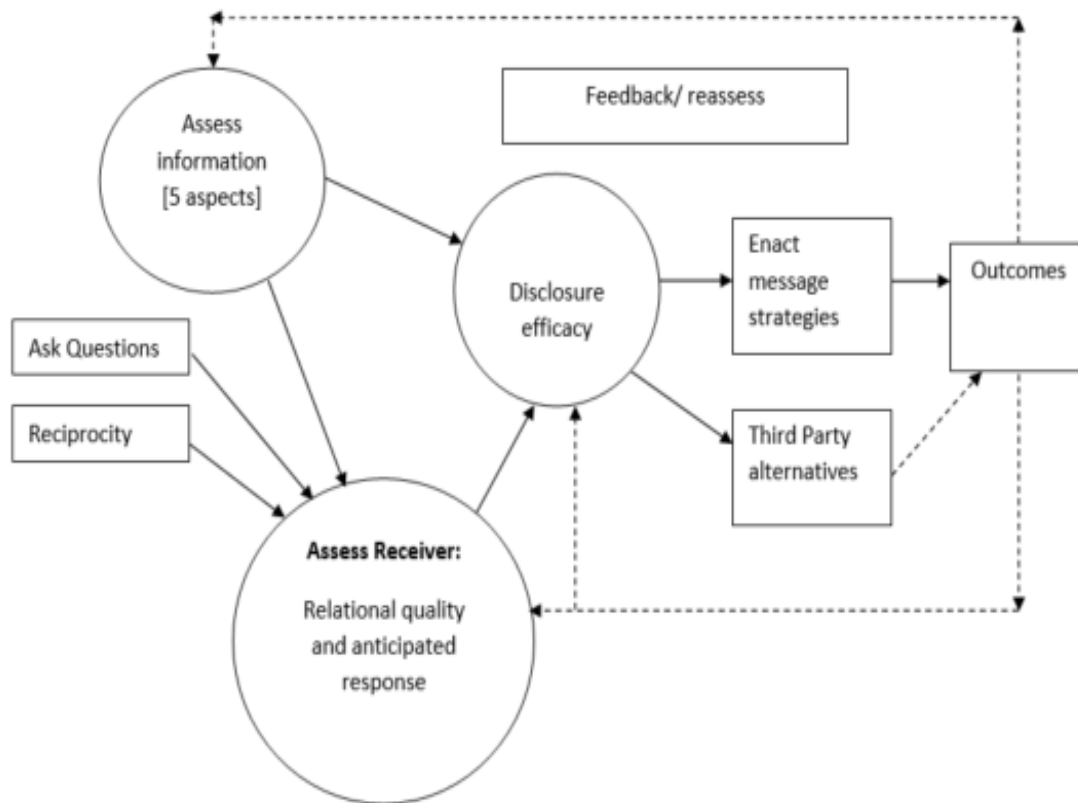 Assess
information
[5 aspects]
Feedback/ reassess
Disclosure
efficacy
Enact
message
strategies
Outcomes
Ask Questions
Reciprocity
Third Party
alternatives
Assess Receiver:
Relational quality
and anticipated
response